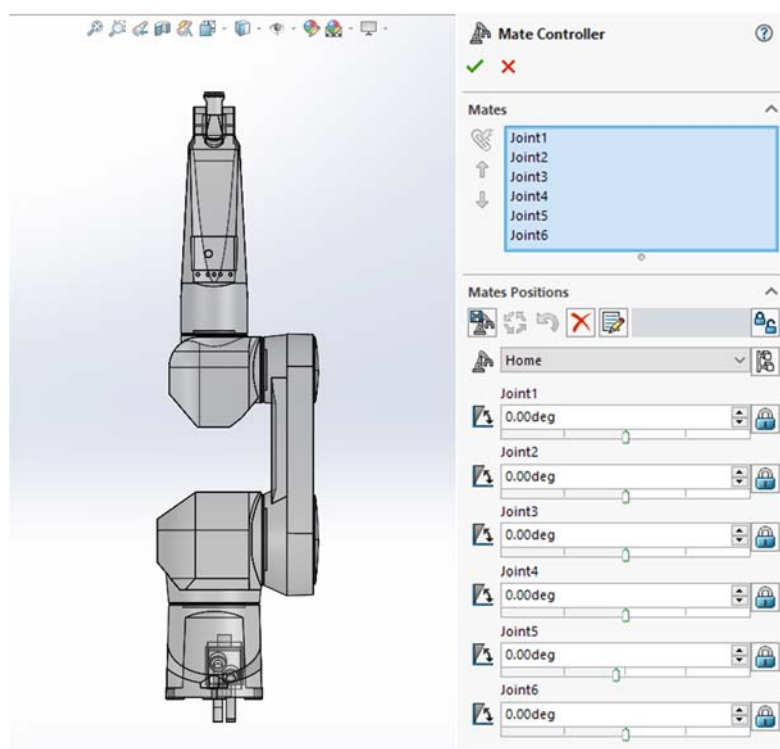 Mate Controller
Mates
Joint1
Joint2
Joint3
Joint4
Joint5
Joint6
Mates Positions
Home
Joint1
0.00deg
Joint2
0.00deg
Joint3
0.00deg
Joint4
0.00deg
Joint5
0.00deg
Joint6
0.00deg